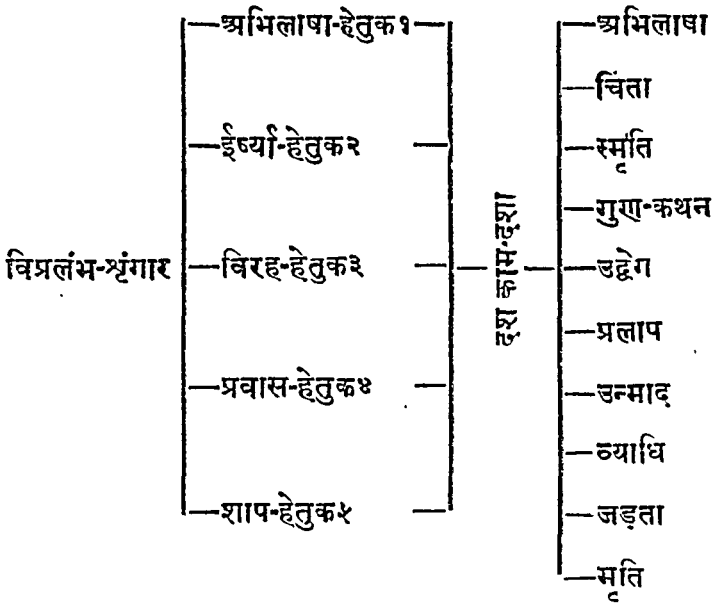 विप्रलंभ-शृंगार
अभिलाषा-हेतुक१
ईर्ष्या-हेतुक२
विरह-हेतुक३
प्रवास-हेतुक४
शाप-हेतुक५
दश काम-दशा
अभिलाषा
चिंता
स्मृति
गुण-कथन
उद्वेग
प्रलाप
उन्माद
व्याधि
जड़ता
मृति